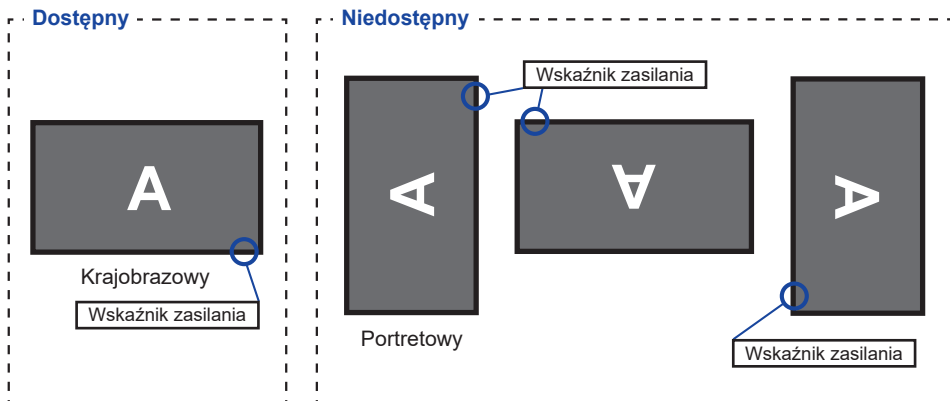 Dostępny
Niedostępny
Wskaźnik zasilania
A
A
A
A
Krajobrazowy
Wskaźnik zasilania
Portretowy
Wskaźnik zasilania